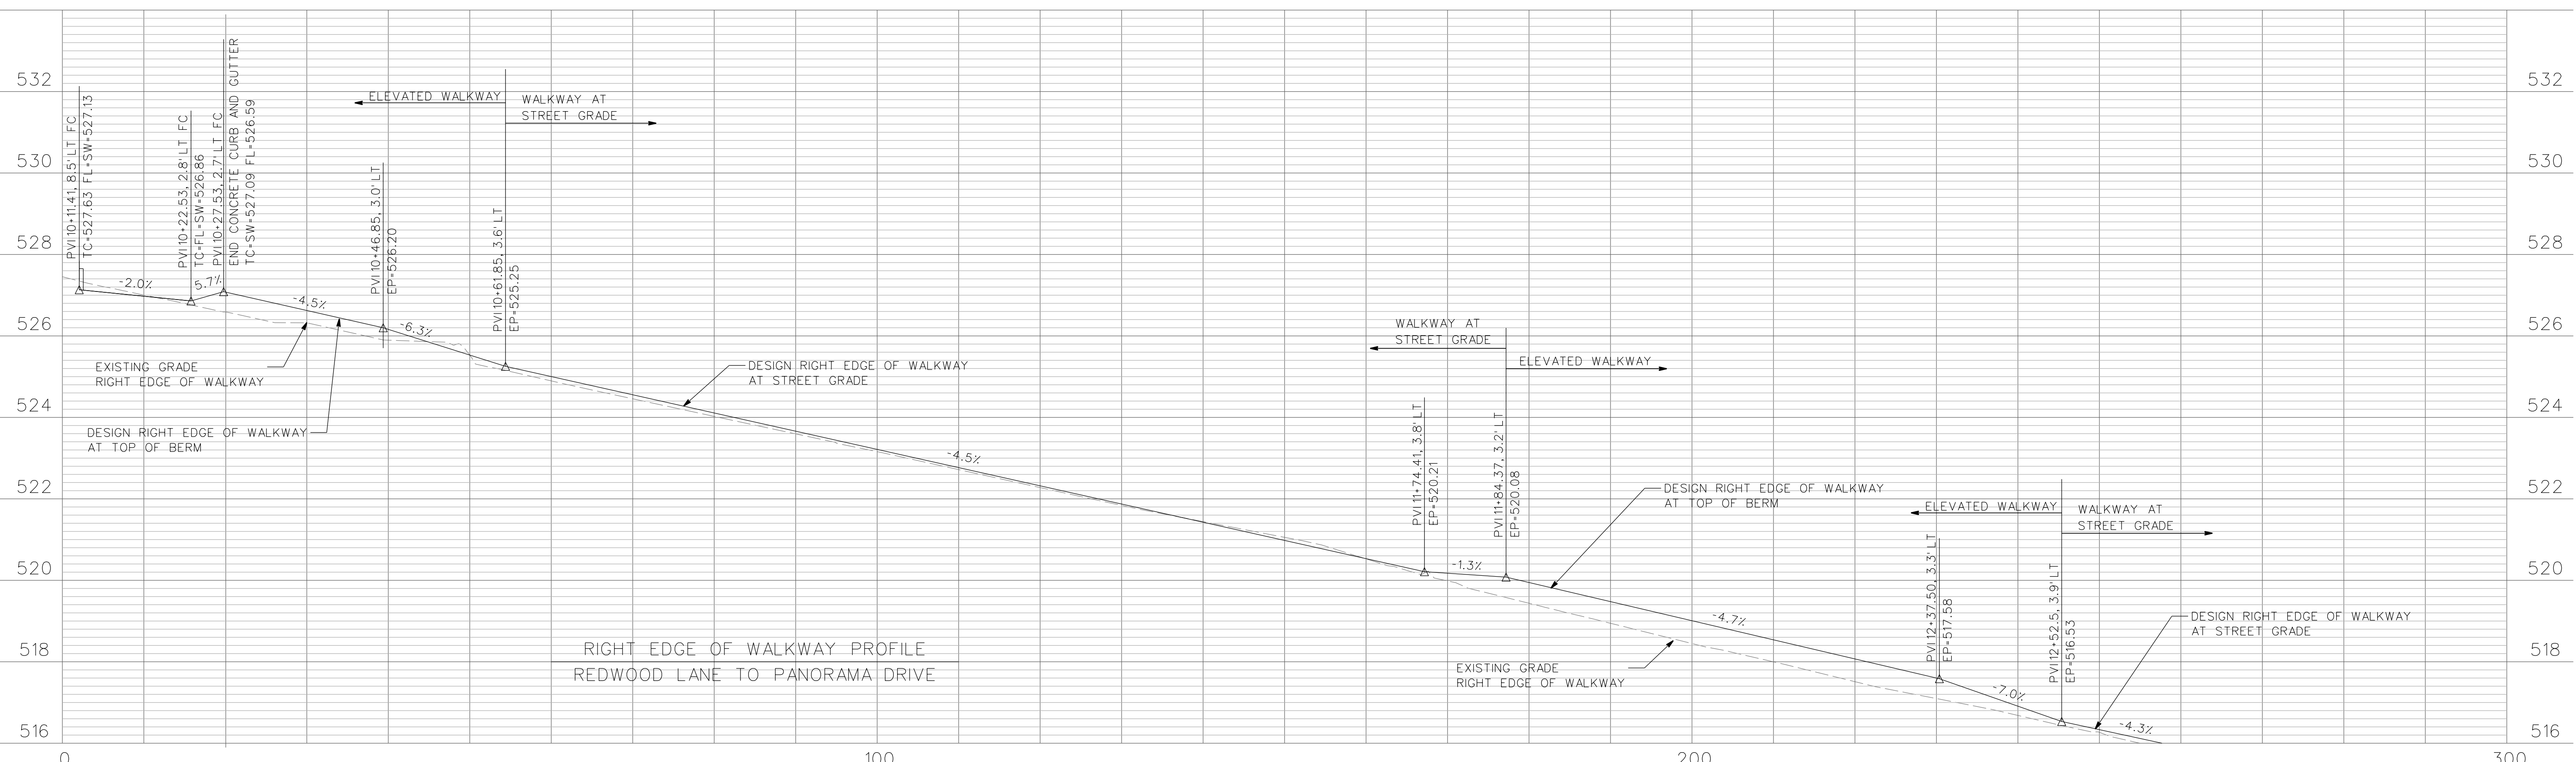 532
530
528
526
524
522
520
518
516
PVI 10+11.41, 8.5' LT FC
TC=527.63 FL=SW=527.13
-2.0%
PVI 10+22.53, 2.8' LT FC
TC=FL=SW=526.86
5.7%
PVI 10+27.53, 2.7' LT FC
END CONCRETE CURB AND GUTTER
TC=SW=527.09 FL=526.59
-4.5%
PVI 10+46.85, 3.0' LT
EP=526.20
-6.3%
ELEVATED WALKWAY
WALKWAY AT
STREET GRADE
PVI 10+61.85, 3.6' LT
EP=525.25
EXISTING GRADE
RIGHT EDGE OF WALKWAY
DESIGN RIGHT EDGE OF WALKWAY
AT TOP OF BERM
DESIGN RIGHT EDGE OF WALKWAY
AT STREET GRADE
-4.5%
RIGHT EDGE OF WALKWAY PROFILE
REDWOOD LANE TO PANORAMA DRIVE
WALKWAY AT
STREET GRADE
ELEVATED WALKWAY
PVI 11+74.41, 3.8' LT
EP=520.21
-1.3%
PVI 11+84.37, 3.2' LT
EP=520.08
DESIGN RIGHT EDGE OF WALKWAY
AT TOP OF BERM
-4.7%
EXISTING GRADE
RIGHT EDGE OF WALKWAY
ELEVATED WALKWAY
WALKWAY AT
STREET GRADE
PVI 12+37.50, 3.3' LT
EP=517.58
-7.0%
PVI 12+52.5, 3.9' LT
EP=516.53
DESIGN RIGHT EDGE OF WALKWAY
AT STREET GRADE
-4.3%
532
530
528
526
524
522
520
518
516
0
100
200
300